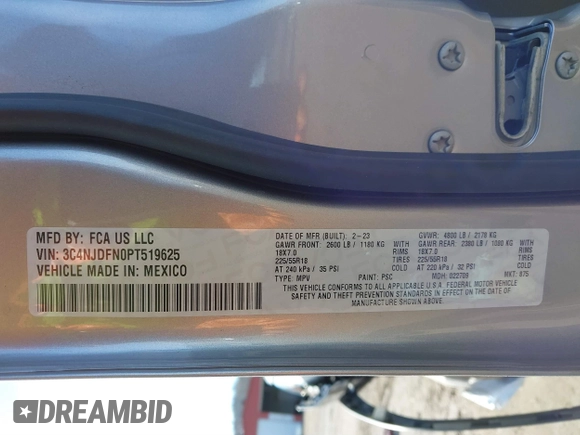 MFD BY: FCA US LLC
VIN: 3C4NJDFN0PT519625
VEHICLE MADE IN: MEXICO
DATE OF MFR (BUILT): 2-23
GVWR: 4800 LB / 2176 KG
GAWR FRONT: 2600 LB / 1180 KG
WITH
GAWR REAR: 2380 LB / 1080 KG
WITH
18X7.0
RIMS
18X7.0
RIMS
225/55R18
TIRES
225/55R18
TIRES
AT 240 kPa / 35 PSI
COLD
AT 220 kPa / 32 PSI
COLD
TYPE: MPV
PAINT: PSC
MDH: 022708
MKT: 875
THIS VEHICLE CONFORMS TO ALL APPLICABLE U.S.A. FEDERAL MOTOR VEHICLE
SAFETY AND THEFT PREVENTION STANDARDS IN EFFECT ON THE DATE OF
MANUFACTURE SHOWN ABOVE.
DREAMBID